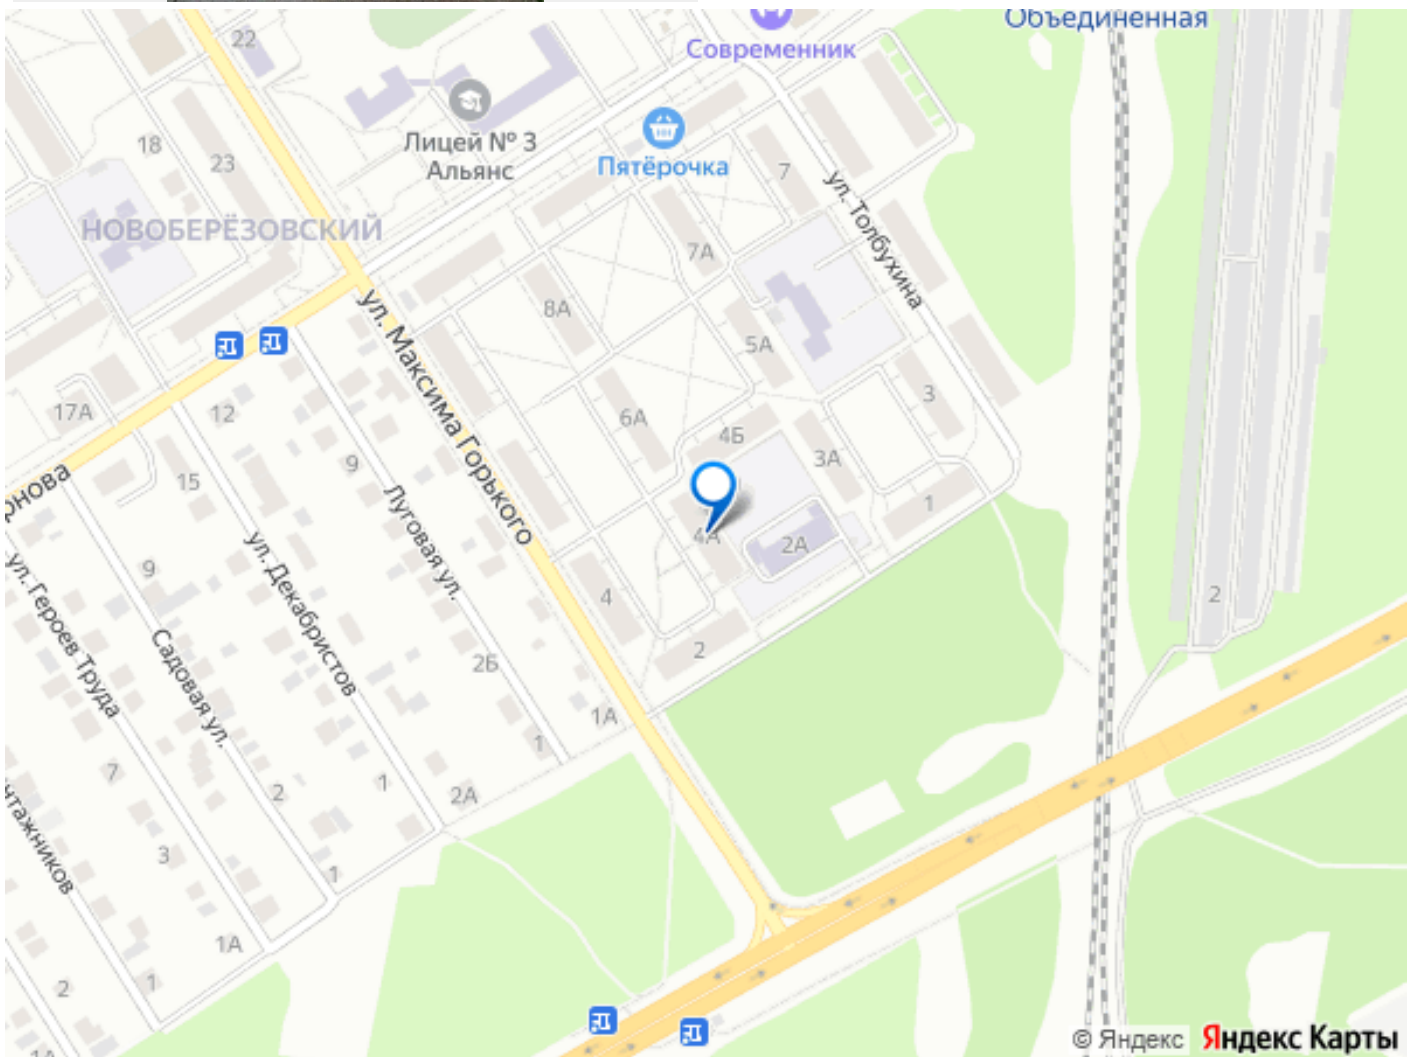 Объединенная
22
Современник
Лицей № 3
Альянс
Пятёрочка
18
23
7
ул. Толбухина
НОВОБЕРЁЗОВСКИЙ
7А
8А
ул. Максима Горького
5А
3
17А
12
6А
4Б
3А
9
15
1
4А
2А
Луговая ул.
ул. Декабристов
9
4
2
ул. Героев Труда
Садовая ул.
2Б
2
1А
1
7
2
1
2А
3
1
1А
2
1
1А
© Яндекс Яндекс Карты